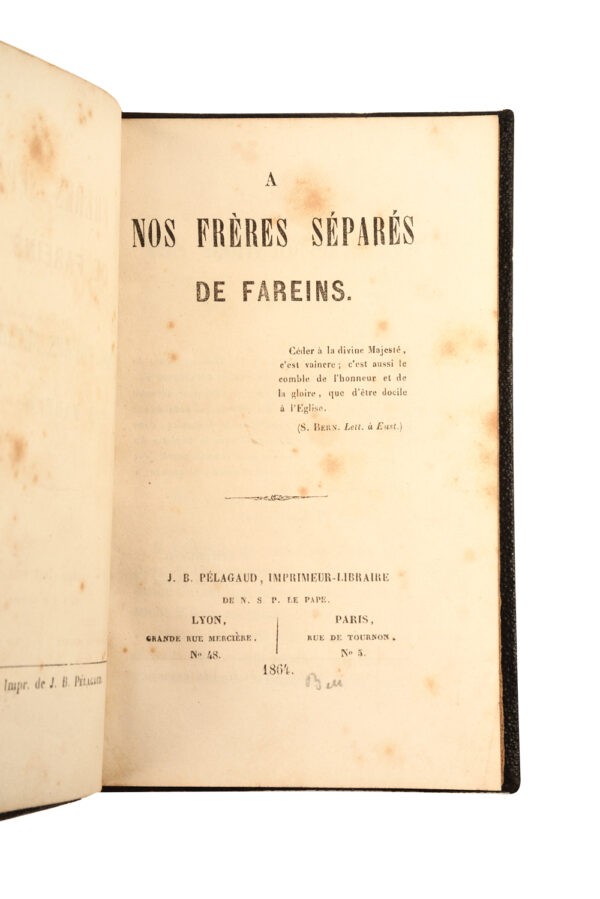 A
NOS FRÈRES SÉPARÉS
DE FAREINS.
Céder à la divine Majesté,
c'est vaincre ; c'est aussi le
comble de l'honneur et de
la gloire, que d'être docile
à l'Eglise.
(S. BERN. Lett. à Eust.)
J. B. PÉLAGAUD, IMPRIMEUR-LIBRAIRE
DE N. S P. LE PAPE.
LYON,
GRANDE RUE MERCIÈRE.
No 48.
PARIS,
RUE DE TOURNON.
No 5.
1864.
Impr. de J. B. PÉLAGAUD